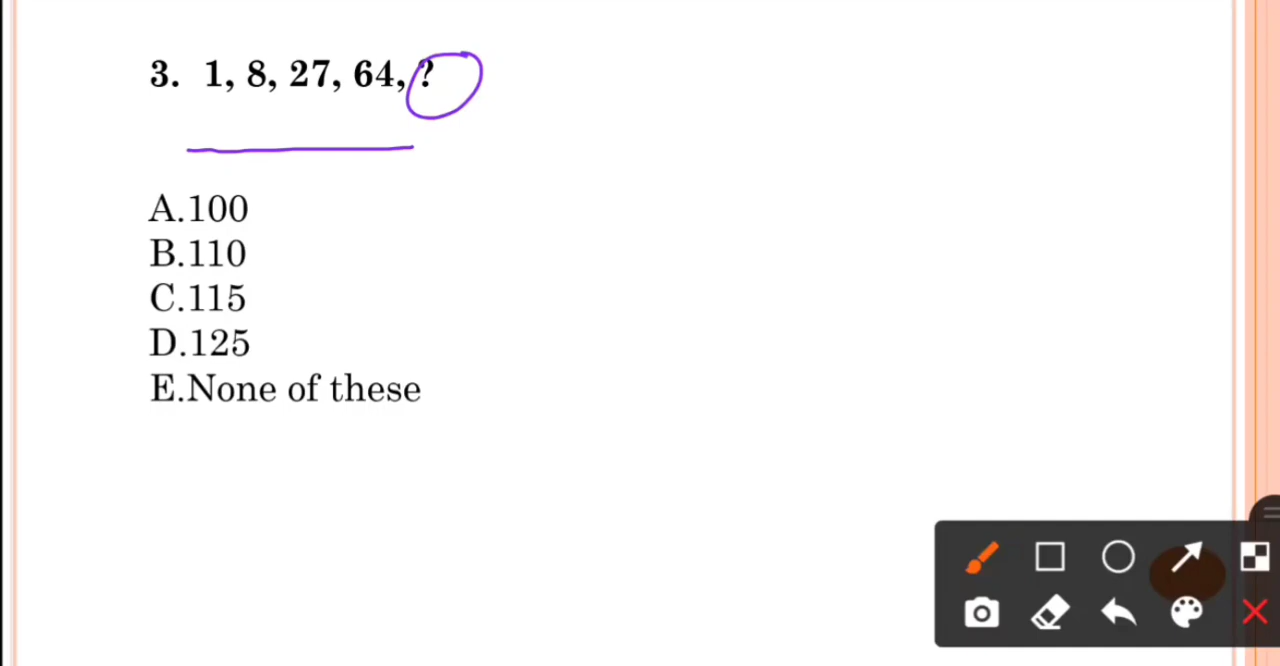 3. 1, 8, 27, 64, ?
A.100
B.110
C.115
D.125
E.None of these